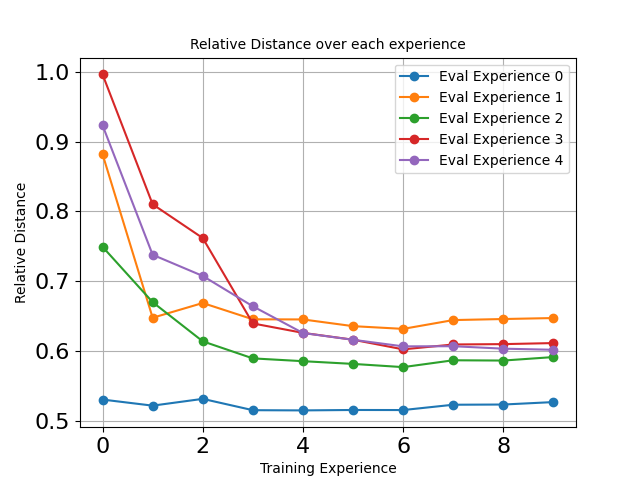 Relative Distance over each experience
1.0
0.9
0.8
0.7
0.6
0.5
Relative Distance
Eval Experience 0
Eval Experience 1
Eval Experience 2
Eval Experience 3
Eval Experience 4
0 2 4 6 8
Training Experience